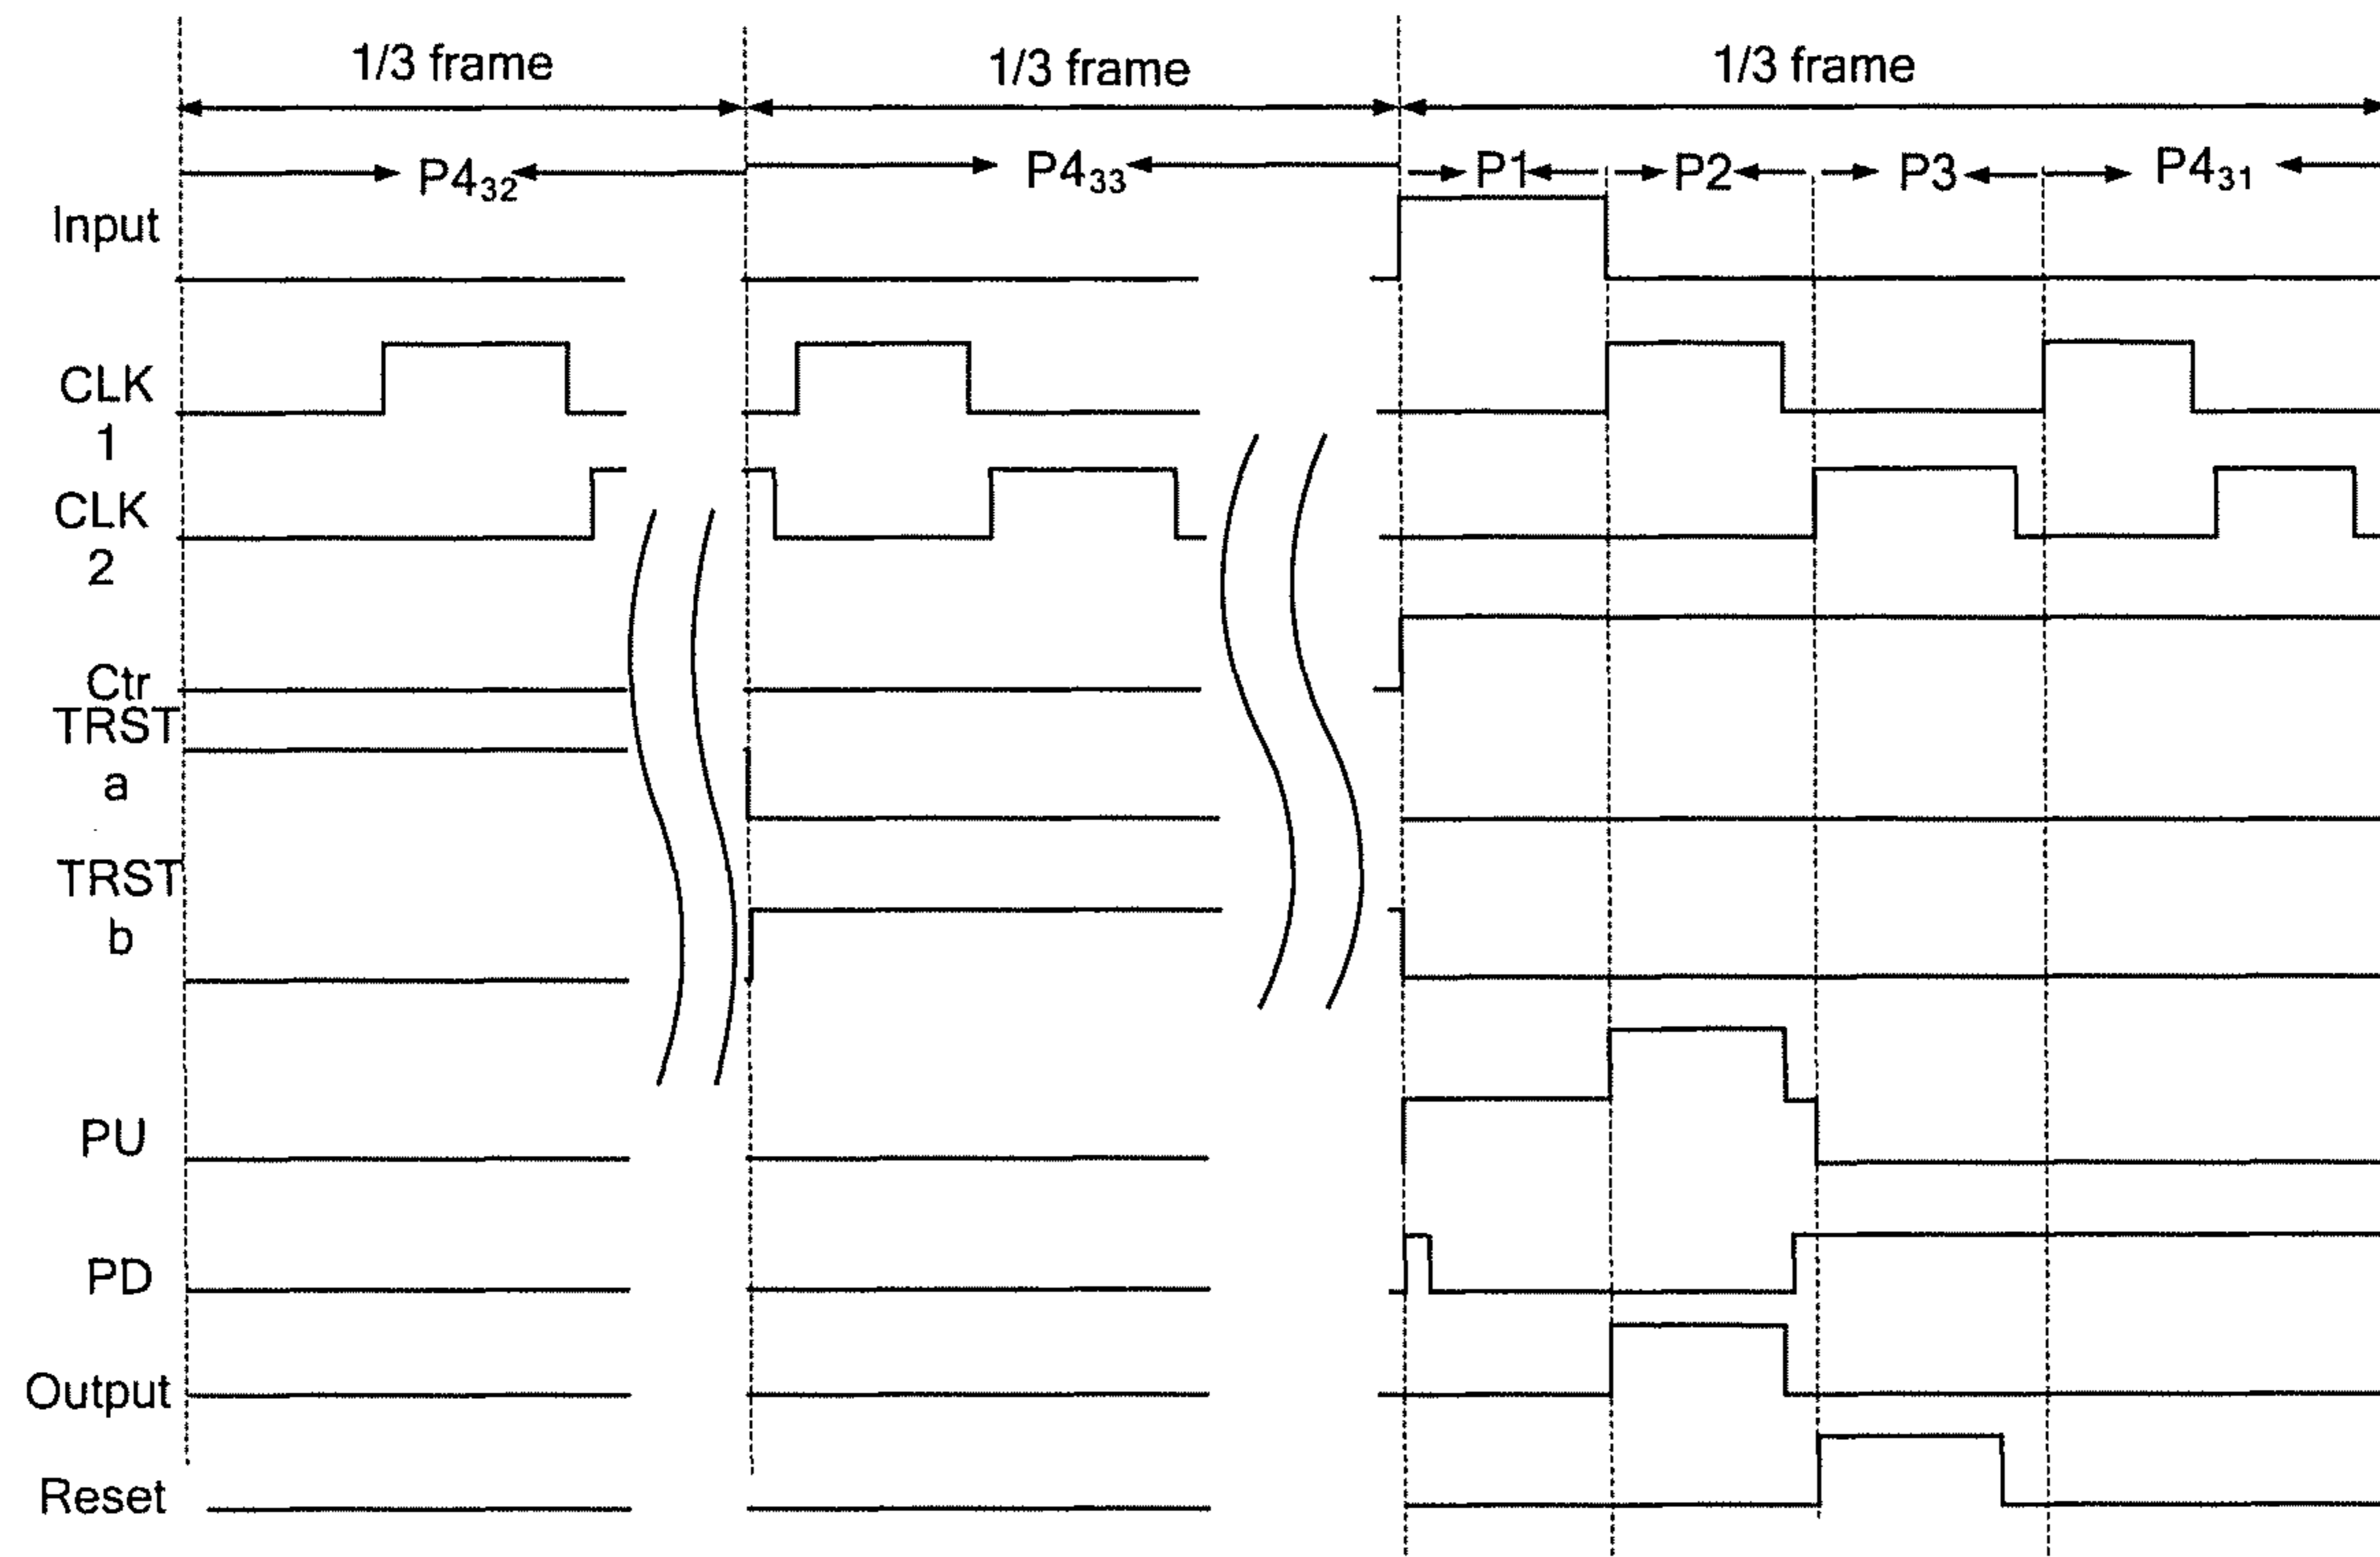 1/3 frame 1/3 frame 1/3 frame
P4₃₂ P4₃₃ P1 P2 P3 P4₃₁
Input
CLK
1
CLK
2
Ctr
TRST
a
TRST
b
PU
PD
Output
Reset